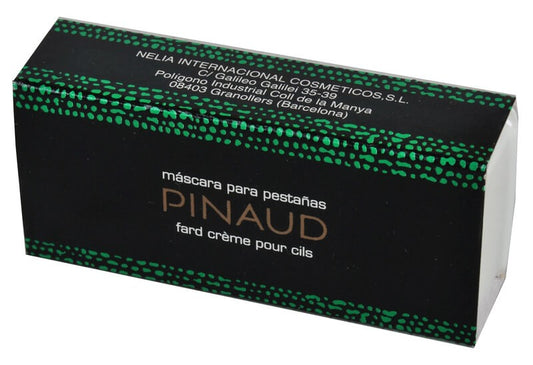 NELIA INTERNACIONAL COSMETICOS, S.L.
C/ Galileo Galilei 35-39
Polígono Industrial Coll de la Manya
08403 Granollers (Barcelona)
máscara para pestañas
PINAUD
fard crème pour cils